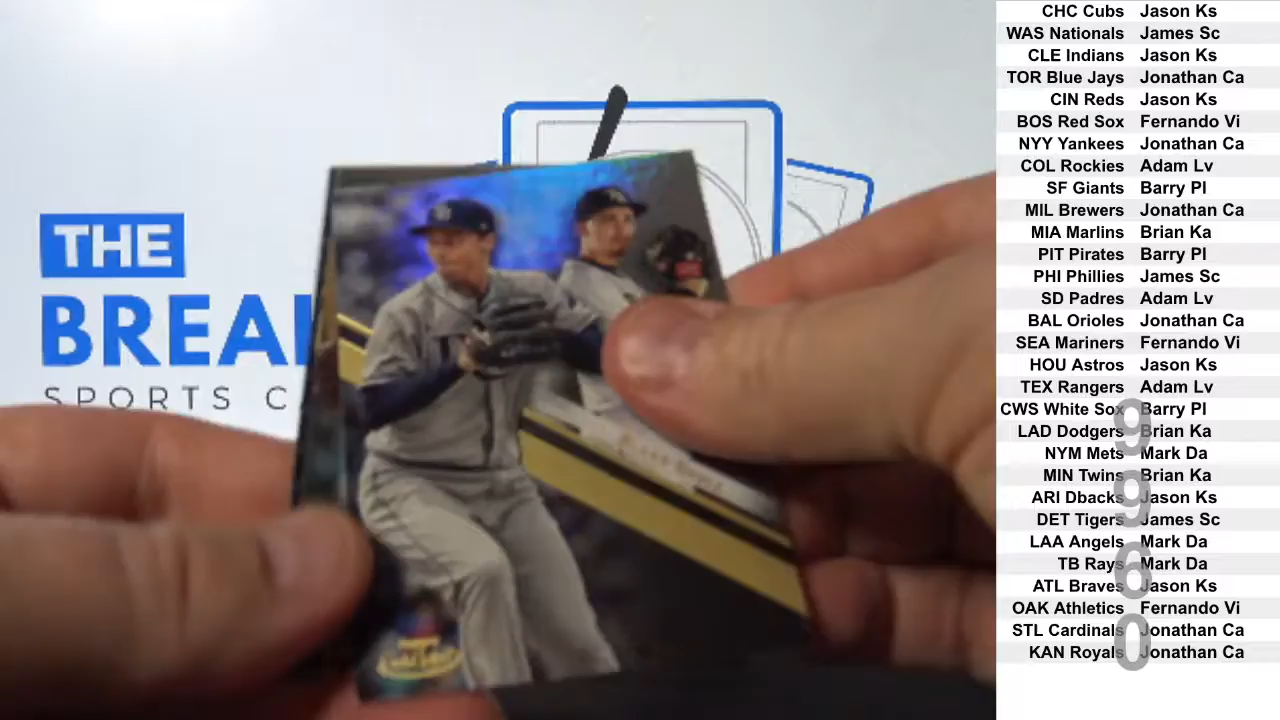 THE
BREA
SPORTS C
CHC Cubs Jason Ks
WAS Nationals James Sc
CLE Indians Jason Ks
TOR Blue Jays Jonathan Ca
CIN Reds Jason Ks
BOS Red Sox Fernando Vi
NYY Yankees Jonathan Ca
COL Rockies Adam Lv
SF Giants Barry Pl
MIL Brewers Jonathan Ca
MIA Marlins Brian Ka
PIT Pirates Barry Pl
PHI Phillies James Sc
SD Padres Adam Lv
BAL Orioles Jonathan Ca
SEA Mariners Fernando Vi
HOU Astros Jason Ks
TEX Rangers Adam Lv
CWS White Sox Barry Pl
LAD Dodgers Brian Ka
NYM Mets Mark Da
MIN Twins Brian Ka
ARI Dbacks Jason Ks
DET Tigers James Sc
LAA Angels Mark Da
TB Rays Mark Da
ATL Braves Jason Ks
OAK Athletics Fernando Vi
STL Cardinals Jonathan Ca
KAN Royals Jonathan Ca
9960